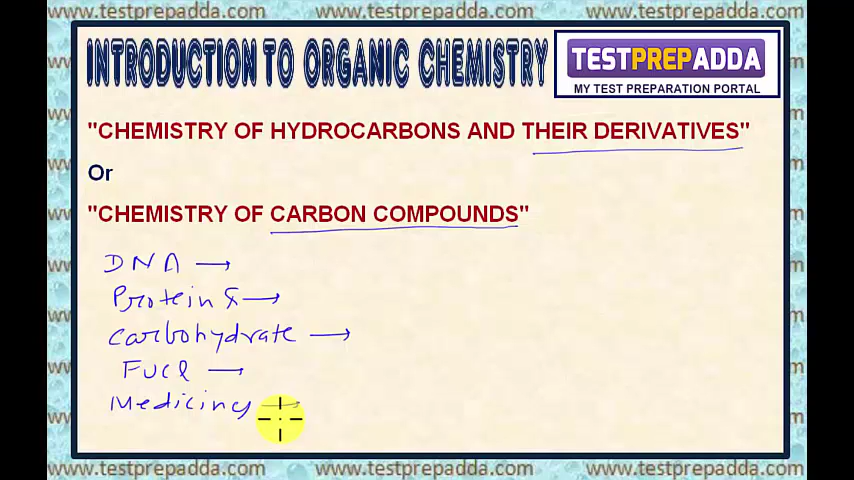 www.testprepadda.com www.testprepadda.com www.testprepadda.com
INTRODUCTION TO ORGANIC CHEMISTRY
TESTPREPADDA
MY TEST PREPARATION PORTAL
"CHEMISTRY OF HYDROCARBONS AND THEIR DERIVATIVES"
Or
"CHEMISTRY OF CARBON COMPOUNDS"
DNA →
Proteins →
Carbohydrate →
Fuel →
Medicines →
www.testprepadda.com www.testprepadda.com www.testprepadda.com